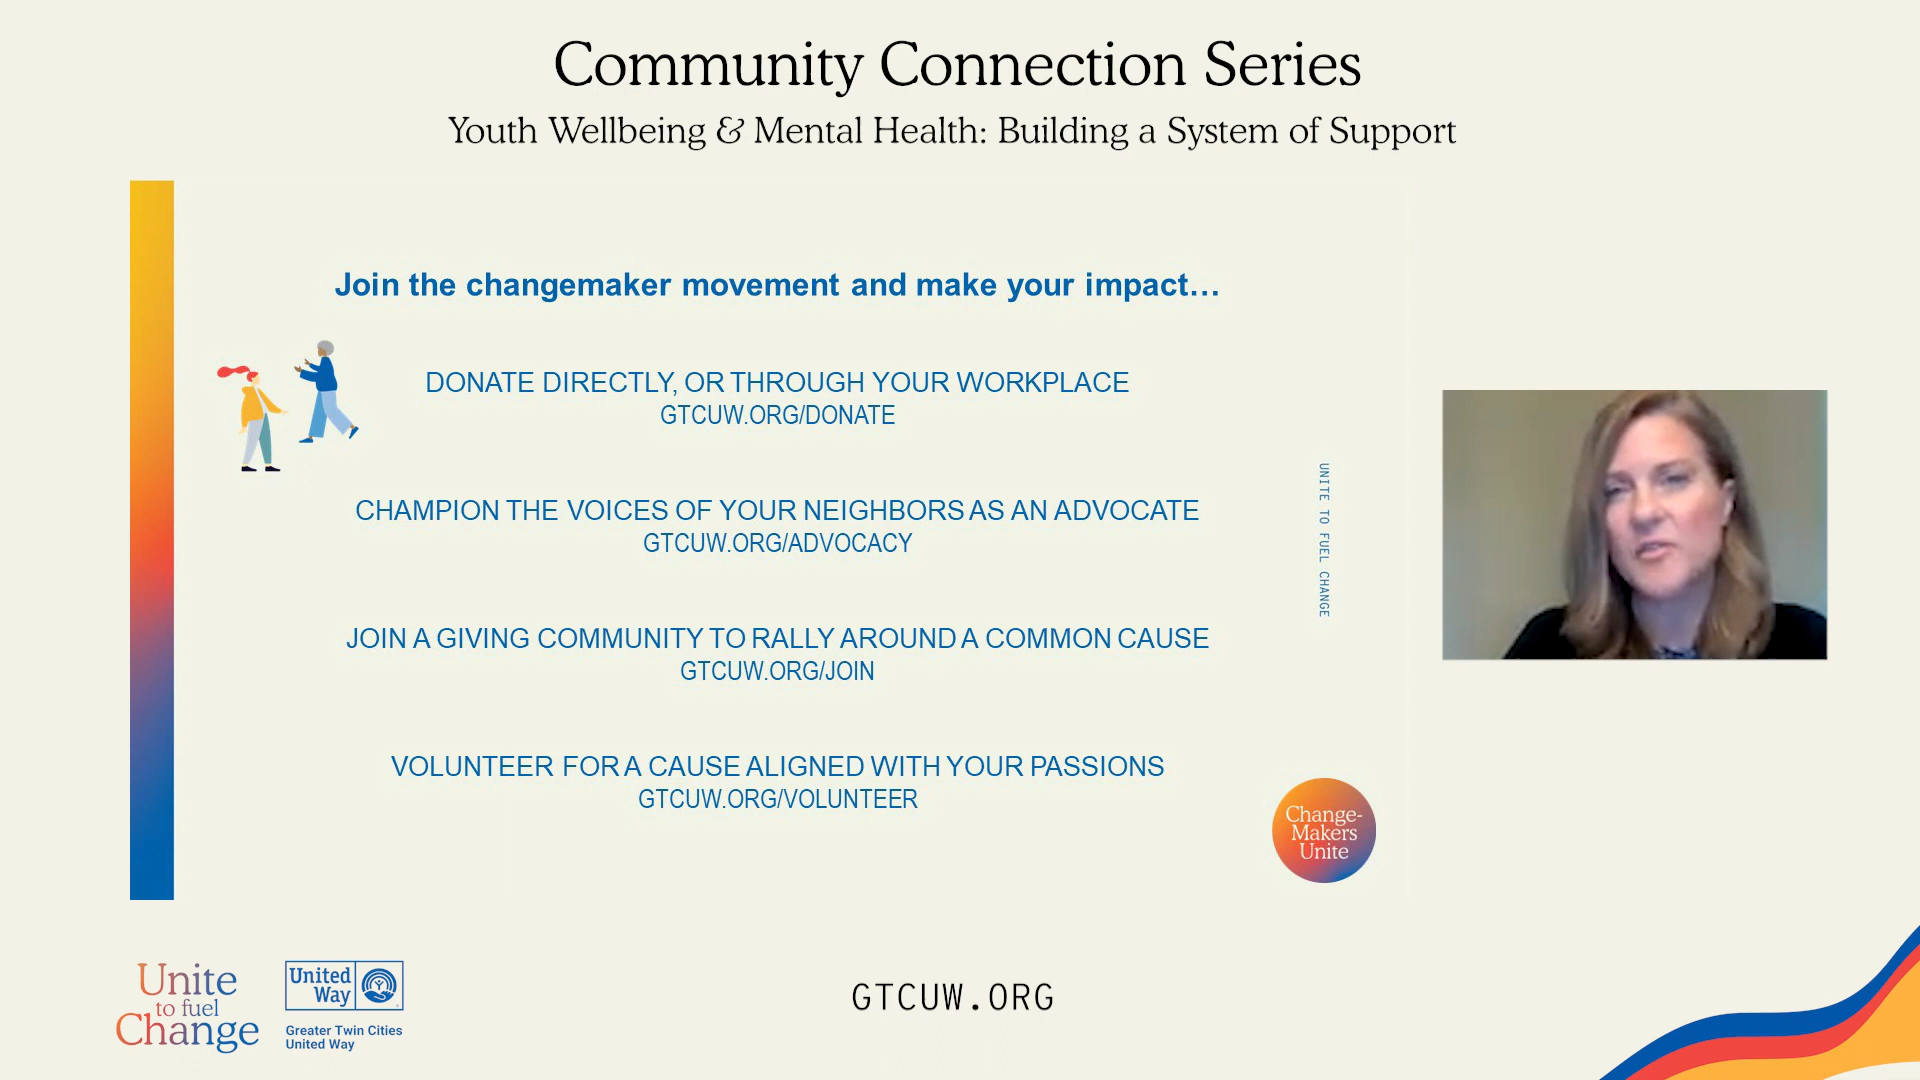 Community Connection Series
Youth Wellbeing & Mental Health: Building a System of Support
Join the changemaker movement and make your impact…
DONATE DIRECTLY, OR THROUGH YOUR WORKPLACE
GTCUW.ORG/DONATE
CHAMPION THE VOICES OF YOUR NEIGHBORS AS AN ADVOCATE
GTCUW.ORG/ADVOCACY
JOIN A GIVING COMMUNITY TO RALLY AROUND A COMMON CAUSE
GTCUW.ORG/JOIN
VOLUNTEER FOR A CAUSE ALIGNED WITH YOUR PASSIONS
GTCUW.ORG/VOLUNTEER
UNITE TO FUEL CHANGE
Change-
Makers
Unite
Unite
to fuel
Change
United
Way
Greater Twin Cities
United Way
GTCUW.ORG